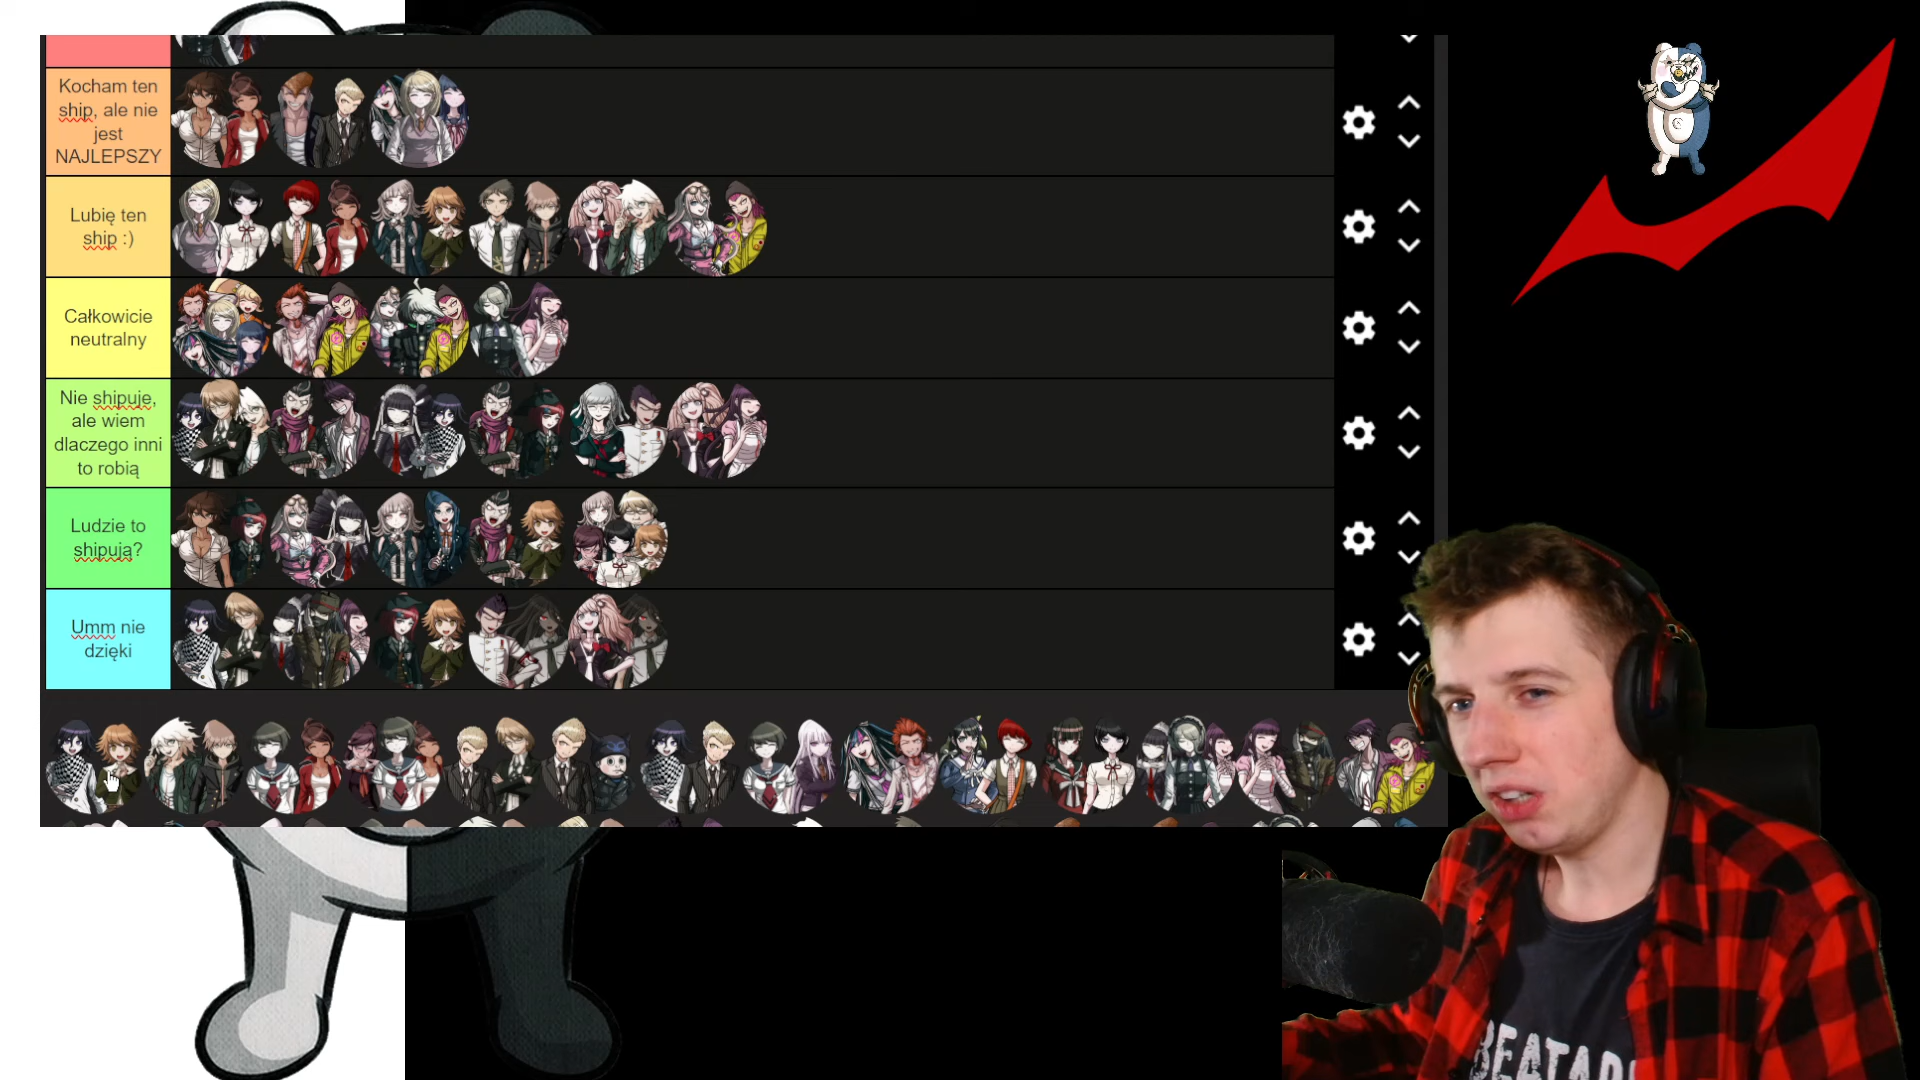 Kocham ten
ship, ale nie
jest
NAJLEPSZY
Lubię ten
ship :)
Całkowicie
neutralny
Nie shipuję,
ale wiem
dlaczego inni
to robią
Ludzie to
shipują?
Umm nie
dzięki